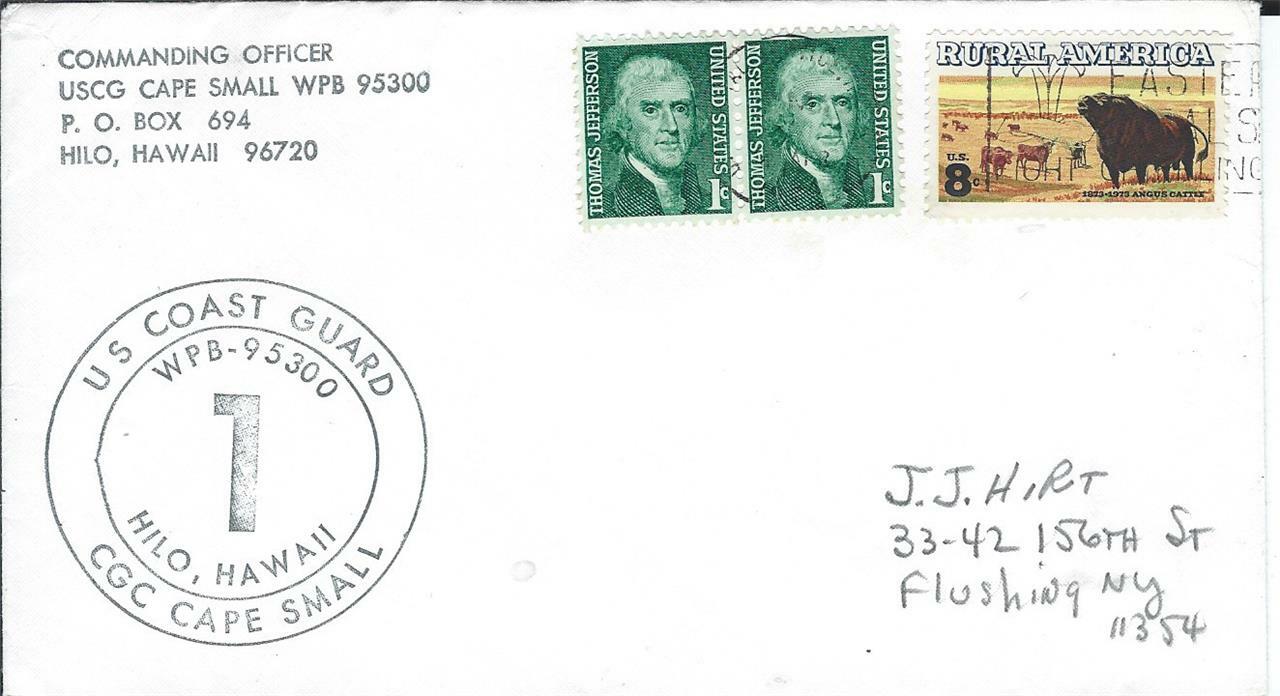 COMMANDING OFFICER
USCG CAPE SMALL WPB 95300
P. O. BOX 694
HILO, HAWAII 96720
THOMAS JEFFERSON
UNITED STATES
1c
THOMAS JEFFERSON
UNITED STATES
1c
RURAL AMERICA
U.S.
8c
1873-1973 ANGUS CATTLE
EASTER
FIGHT
US COAST GUARD
WPB-95300
1
HILO, HAWAII
CGC CAPE SMALL
J.J. HIRT
33-42 156TH ST
Flushing NY
11354